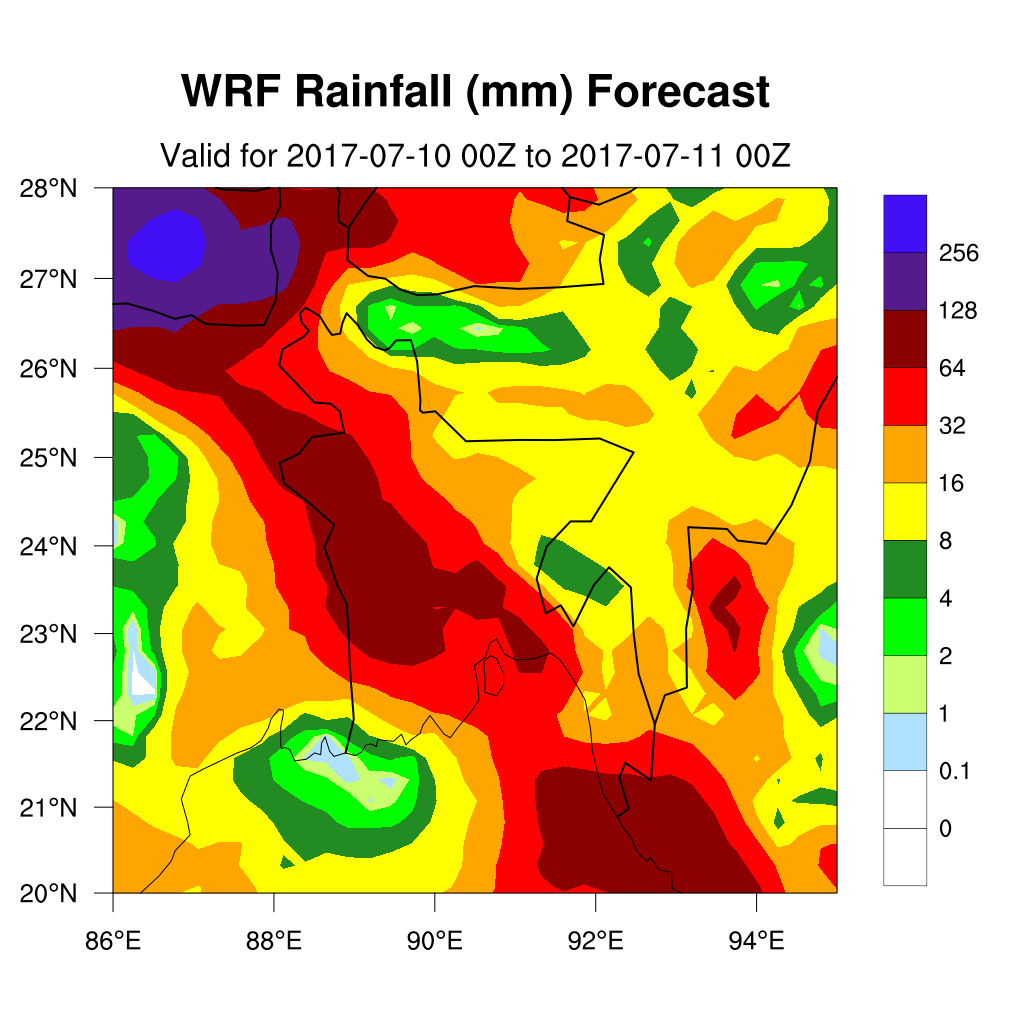 WRF Rainfall (mm) Forecast
Valid for 2017-07-10 00Z to 2017-07-11 00Z
28°N
27°N
26°N
25°N
24°N
23°N
22°N
21°N
20°N
86°E
88°E
90°E
92°E
94°E
256
128
64
32
16
8
4
2
1
0.1
0